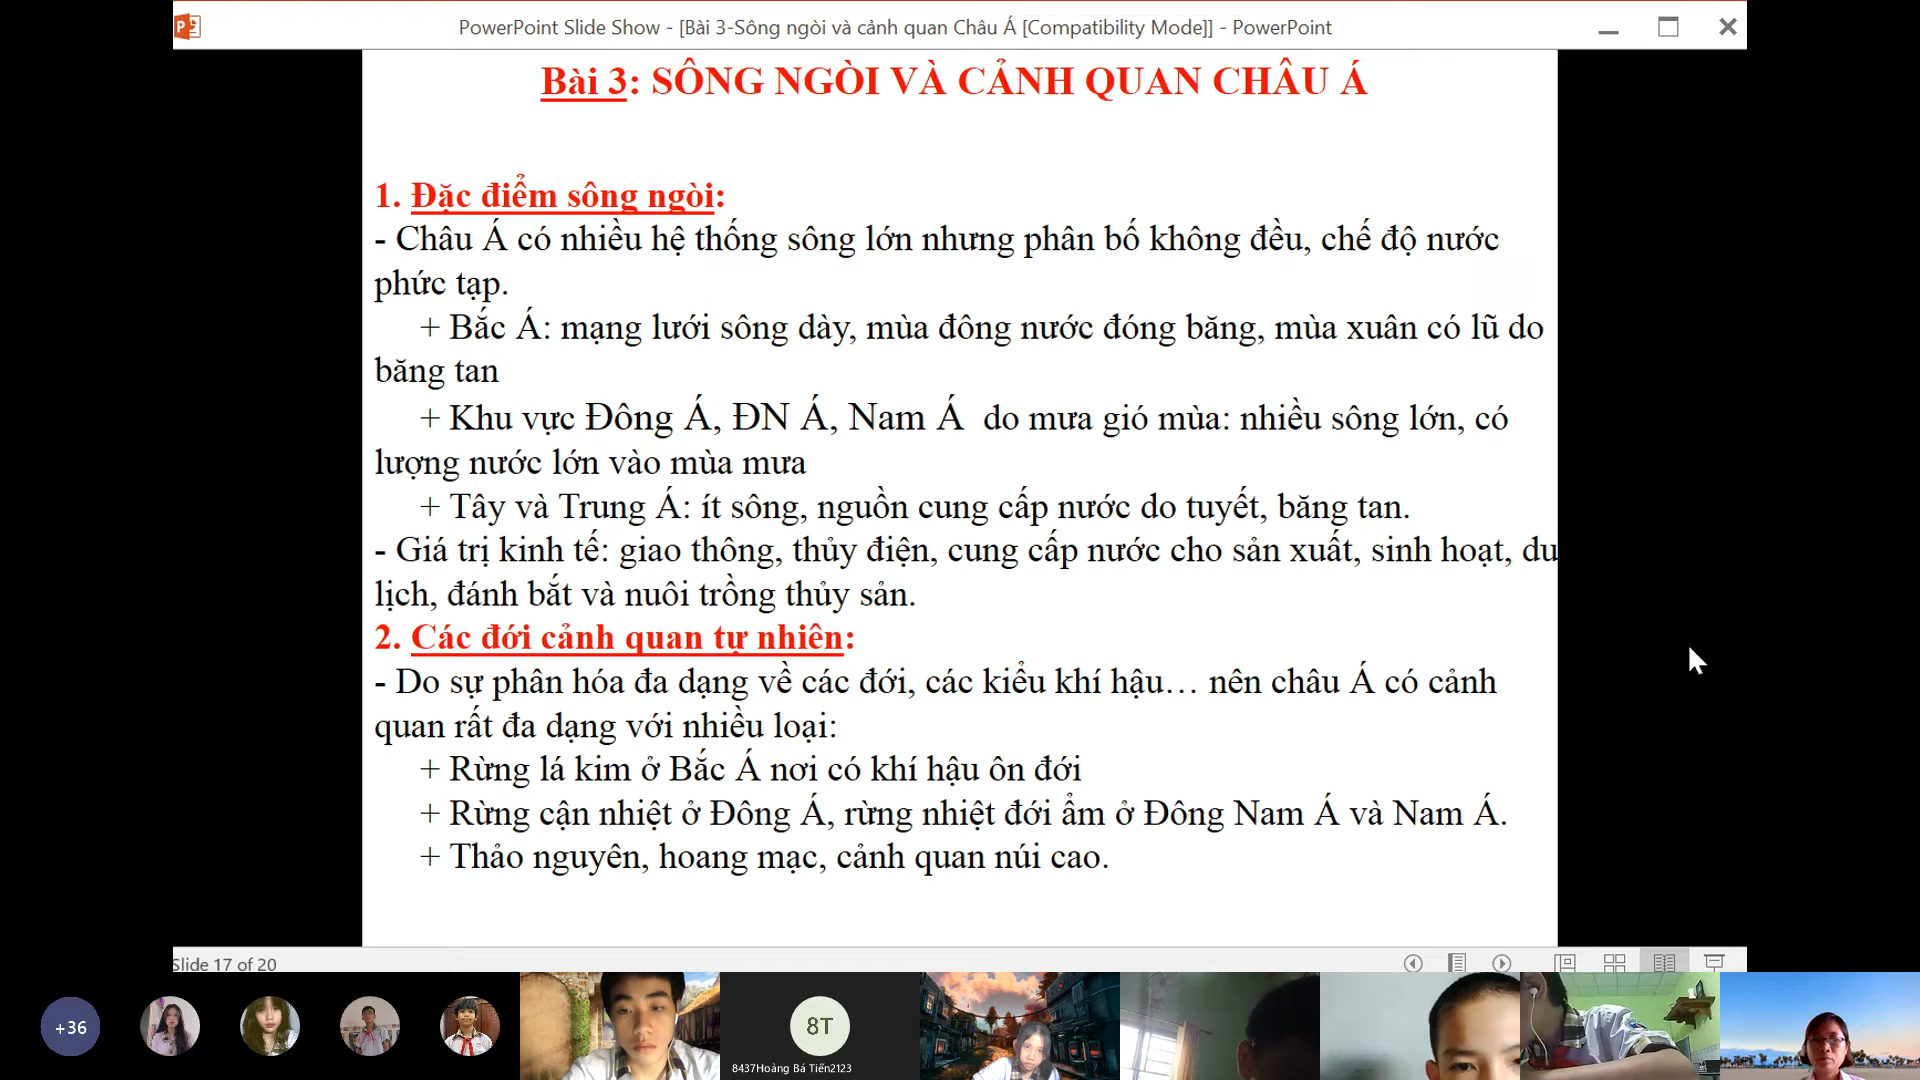 PowerPoint Slide Show - [Bài 3-Sông ngòi và cảnh quan Châu Á [Compatibility Mode]] - PowerPoint
Bài 3: SÔNG NGÒI VÀ CẢNH QUAN CHÂU Á
1. Đặc điểm sông ngòi:
- Châu Á có nhiều hệ thống sông lớn nhưng phân bố không đều, chế độ nước
phức tạp.
+ Bắc Á: mạng lưới sông dày, mùa đông nước đóng băng, mùa xuân có lũ do
băng tan
+ Khu vực Đông Á, ĐN Á, Nam Á do mưa gió mùa: nhiều sông lớn, có
lượng nước lớn vào mùa mưa
+ Tây và Trung Á: ít sông, nguồn cung cấp nước do tuyết, băng tan.
- Giá trị kinh tế: giao thông, thủy điện, cung cấp nước cho sản xuất, sinh hoạt, du
lịch, đánh bắt và nuôi trồng thủy sản.
2. Các đới cảnh quan tự nhiên:
- Do sự phân hóa đa dạng về các đới, các kiểu khí hậu… nên châu Á có cảnh
quan rất đa dạng với nhiều loại:
+ Rừng lá kim ở Bắc Á nơi có khí hậu ôn đới
+ Rừng cận nhiệt ở Đông Á, rừng nhiệt đới ẩm ở Đông Nam Á và Nam Á.
+ Thảo nguyên, hoang mạc, cảnh quan núi cao.
Slide 17 of 20
+36
8T
8437Hoàng Bá Tiến2123